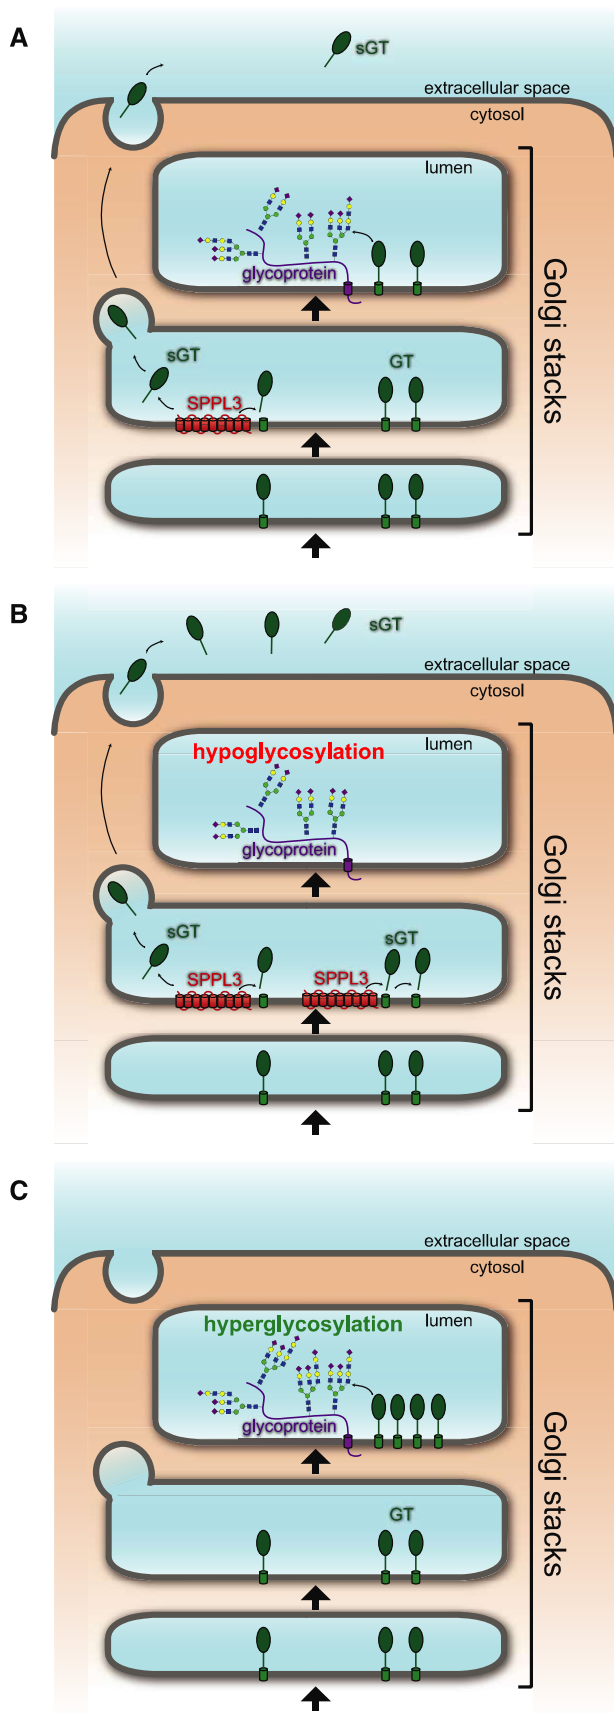 A
sGT
extracellular space
cytosol
lumen
glycoprotein
sGT
GT
SPPL3
Golgi stacks
B
sGT
extracellular space
cytosol
lumen
hypoglycosylation
glycoprotein
sGT
sGT
SPPL3
SPPL3
Golgi stacks
C
extracellular space
cytosol
lumen
hyperglycosylation
glycoprotein
GT
Golgi stacks